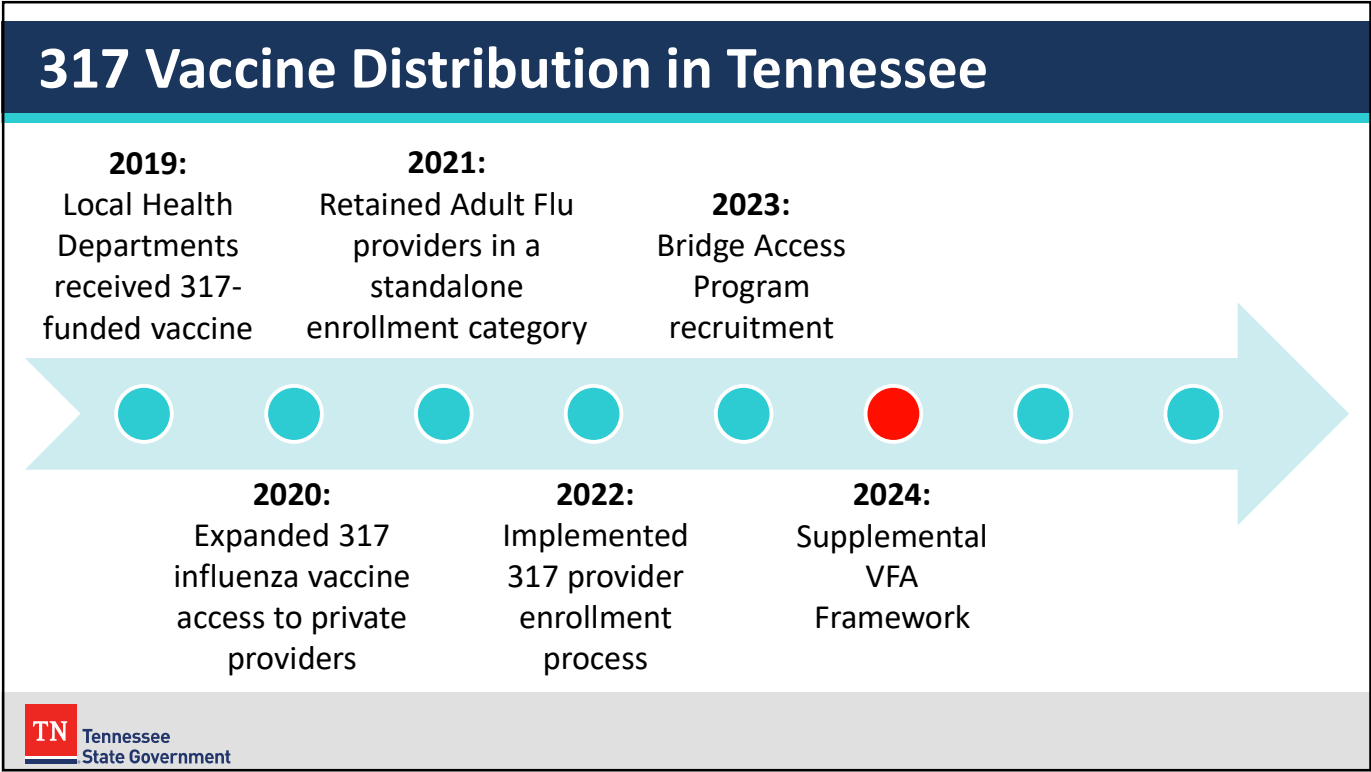 317 Vaccine Distribution in Tennessee
2019:
Local Health
Departments
received 317-
funded vaccine
2021:
Retained Adult Flu
providers in a
standalone
enrollment category
2023:
Bridge Access
Program
recruitment
2020:
Expanded 317
influenza vaccine
access to private
providers
2022:
Implemented
317 provider
enrollment
process
2024:
Supplemental
VFA
Framework
TN
Tennessee
State Government